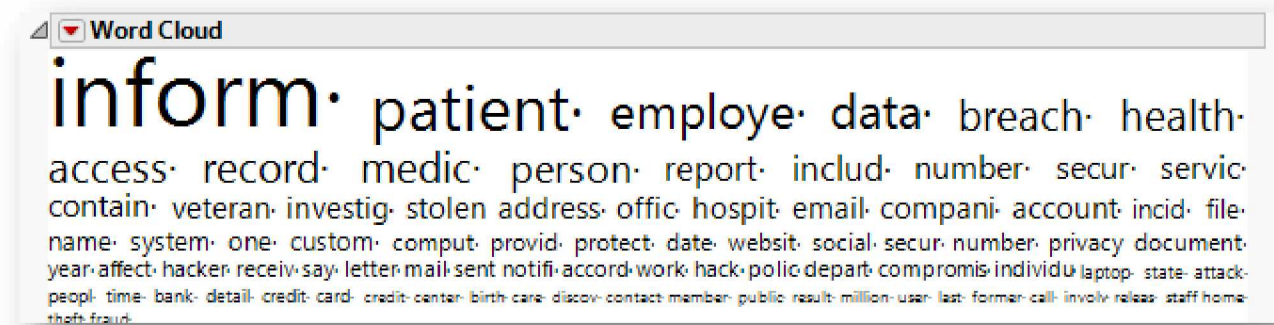 Word Cloud
inform· patient· employe· data· breach· health·
access· record· medic· person· report· includ· number· secur· servic·
contain· veteran· investig· stolen address· offic· hospit· email· compani· account· incid· file·
name· system· one· custom· comput· provid· protect· date· websit· social· secur· number· privacy document·
year· affect· hacker· receiv· say· letter· mail· sent· notifi· accord· work· hack· polic· depart· compromis· individu· laptop· state· attack·
peopl· time· bank· detail· credit· card· credit· center· birth· care· discov· contact· member· public· result· million· user· last· former· call· involv· releas· staff home·
theft fraud·